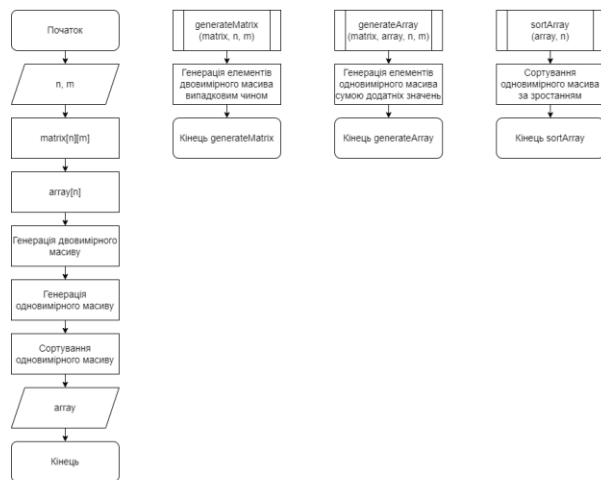 Початок
n, m
matrix[n][m]
array[n]
Генерація двовимірного
масиву
Генерація
одновимірного масиву
Сортування
одновимірного масиву
array
Кінець
generateMatrix
(matrix, n, m)
Генерація елементів
двовимірного масива
випадковим чином
Кінець generateMatrix
generateArray
(matrix, array, n, m)
Генерація елементів
одновимірного масива
сумою додатніх значень
Кінець generateArray
sortArray
(array, n)
Сортування
одновимірного масива
за зростанням
Кінець sortArray